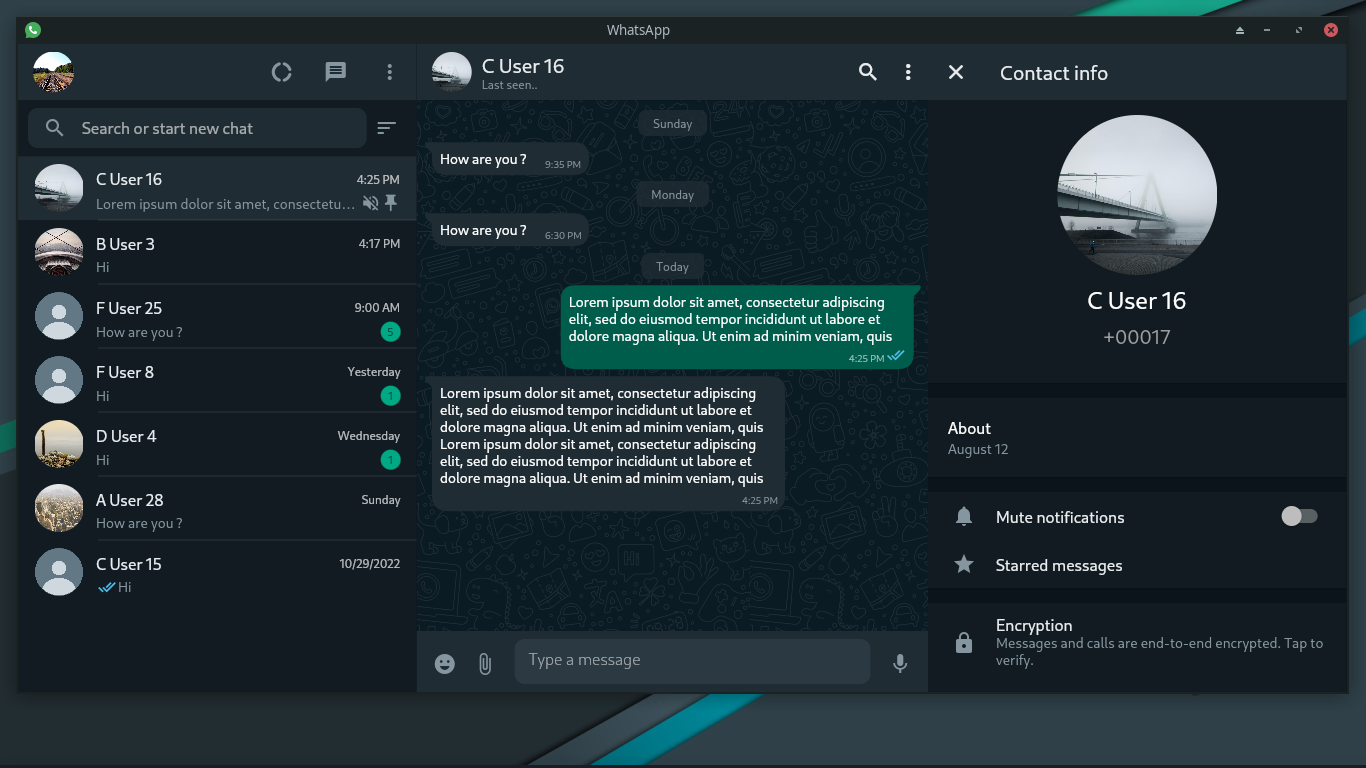 WhatsApp
Search or start new chat
C User 16
4:25 PM
Lorem ipsum dolor sit amet, consectetu...
B User 3
4:17 PM
Hi
F User 25
9:00 AM
How are you ?
5
F User 8
Yesterday
Hi
1
D User 4
Wednesday
Hi
1
A User 28
Sunday
How are you ?
C User 15
10/29/2022
Hi
C User 16
Last seen..
Sunday
How are you ?
9:35 PM
Monday
How are you ?
6:30 PM
Today
Lorem ipsum dolor sit amet, consectetur adipiscing
elit, sed do eiusmod tempor incididunt ut labore et
dolore magna aliqua. Ut enim ad minim veniam, quis
4:25 PM
Lorem ipsum dolor sit amet, consectetur adipiscing
elit, sed do eiusmod tempor incididunt ut labore et
dolore magna aliqua. Ut enim ad minim veniam, quis
Lorem ipsum dolor sit amet, consectetur adipiscing
elit, sed do eiusmod tempor incididunt ut labore et
dolore magna aliqua. Ut enim ad minim veniam, quis
4:25 PM
Hi
Type a message
Contact info
C User 16
+00017
About
August 12
Mute notifications
Starred messages
Encryption
Messages and calls are end-to-end encrypted. Tap to
verify.